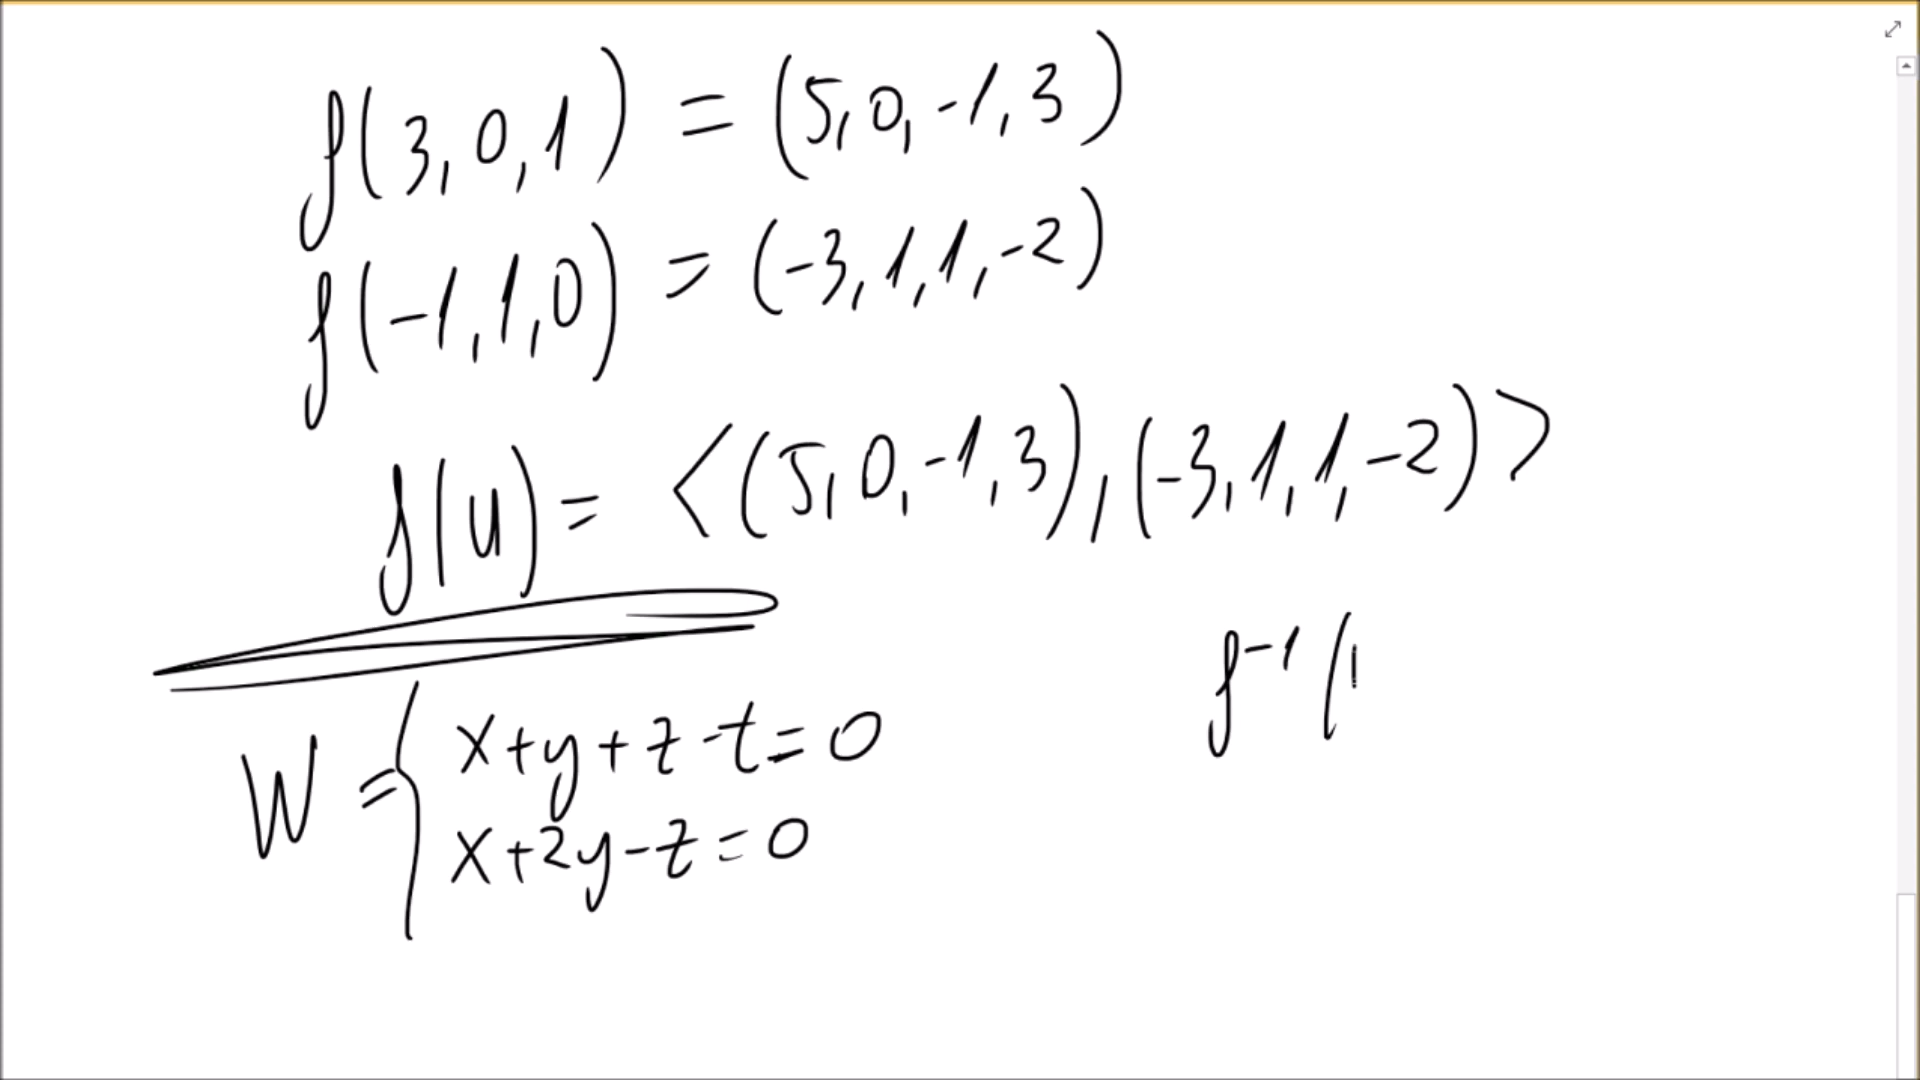 f(3,0,1) = (5,0,-1,3)
f(-1,1,0) = (-3,1,1,-2)
f(u) = <(5,0,-1,3),(-3,1,1,-2)>
W = { x+y+z-t=0
x+2y-z=0
f⁻¹(